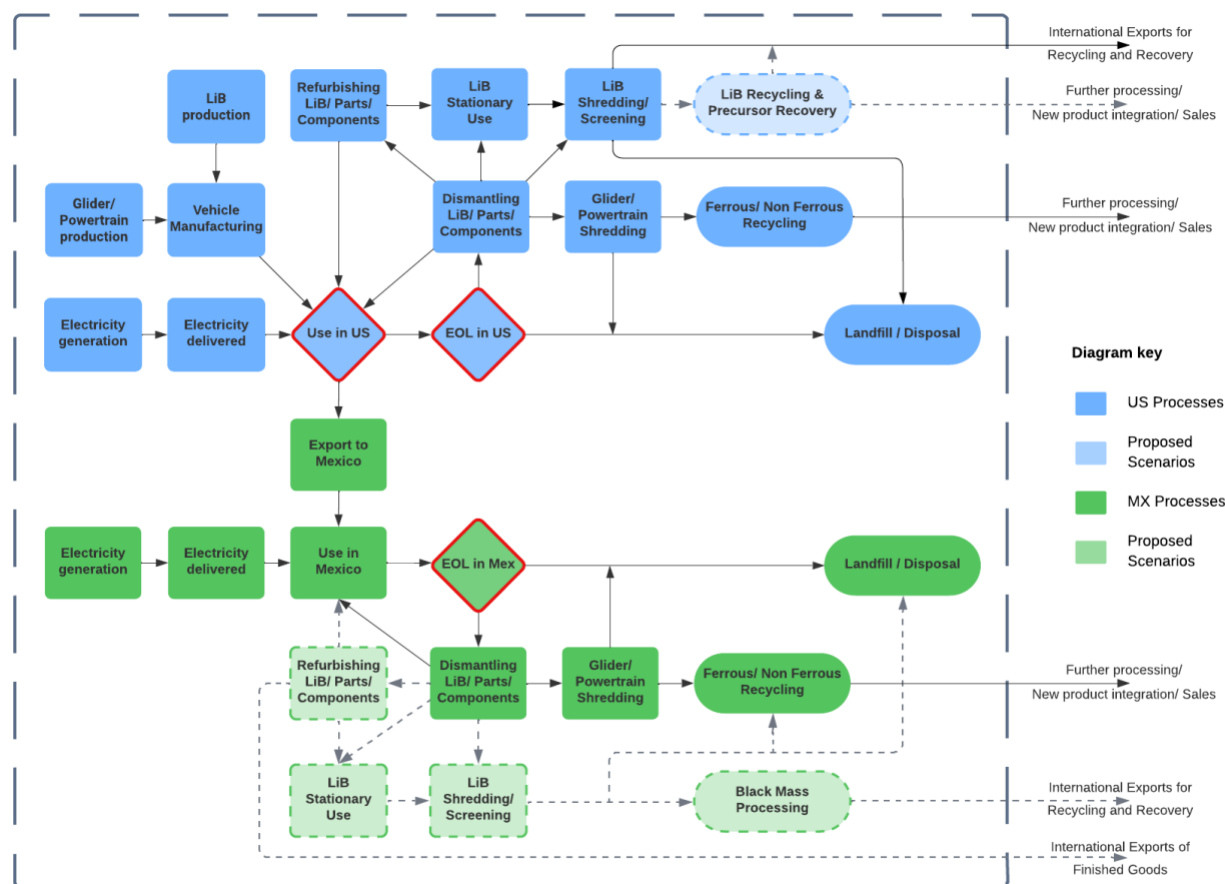 International Exports for
Recycling and Recovery
LiB
production
Refurbishing
LiB/ Parts/
Components
LiB
Stationary
Use
LiB
Shredding/
Screening
LiB Recycling &
Precursor Recovery
Further processing/
New product integration/ Sales
Glider/
Powertrain
production
Vehicle
Manufacturing
Dismantling
LiB/ Parts/
Components
Glider/
Powertrain
Shredding
Ferrous/ Non Ferrous
Recycling
Further processing/
New product integration/ Sales
Electricity
generation
Electricity
delivered
Use in US
EOL in US
Landfill / Disposal
Diagram key
US Processes
Proposed
Scenarios
MX Processes
Proposed
Scenarios
Export to
Mexico
Electricity
generation
Electricity
delivered
Use in
Mexico
EOL in Mex
Landfill / Disposal
Refurbishing
LiB/ Parts/
Components
Dismantling
LiB/ Parts/
Components
Glider/
Powertrain
Shredding
Ferrous/ Non Ferrous
Recycling
Further processing/
New product integration/ Sales
LiB
Stationary
Use
LiB
Shredding/
Screening
Black Mass
Processing
International Exports for
Recycling and Recovery
International Exports of
Finished Goods